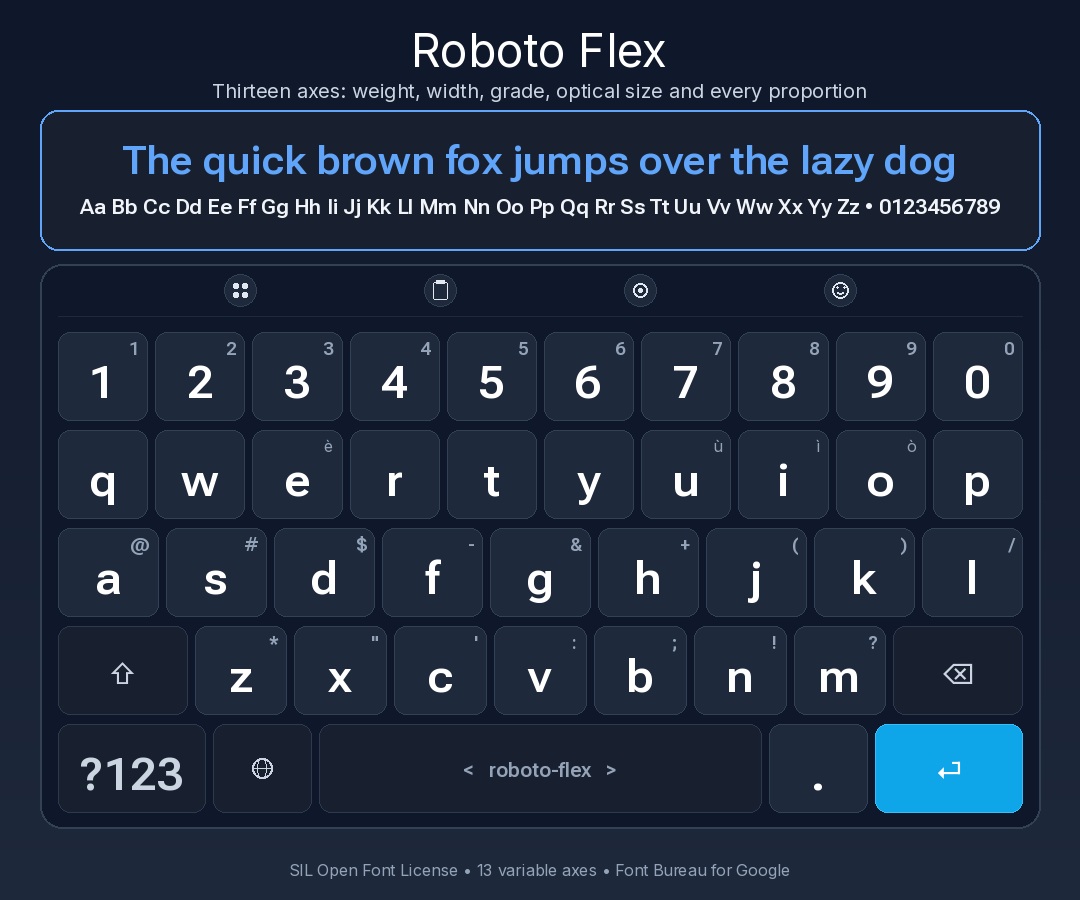 Roboto Flex
Thirteen axes: weight, width, grade, optical size and every proportion
The quick brown fox jumps over the lazy dog
Aa Bb Cc Dd Ee Ff Gg Hh Ii Jj Kk Ll Mm Nn Oo Pp Qq Rr Ss Tt Uu Vv Ww Xx Yy Zz • 0123456789
1 2 3 4 5 6 7 8 9 0
1 2 3 4 5 6 7 8 9 0
è ù ì ò
q w e r t y u i o p
@ # $ - & + ( ) /
a s d f g h j k l
* " ' : ; ! ?
z x c v b n m
?123 < roboto-flex > .
SIL Open Font License • 13 variable axes • Font Bureau for Google